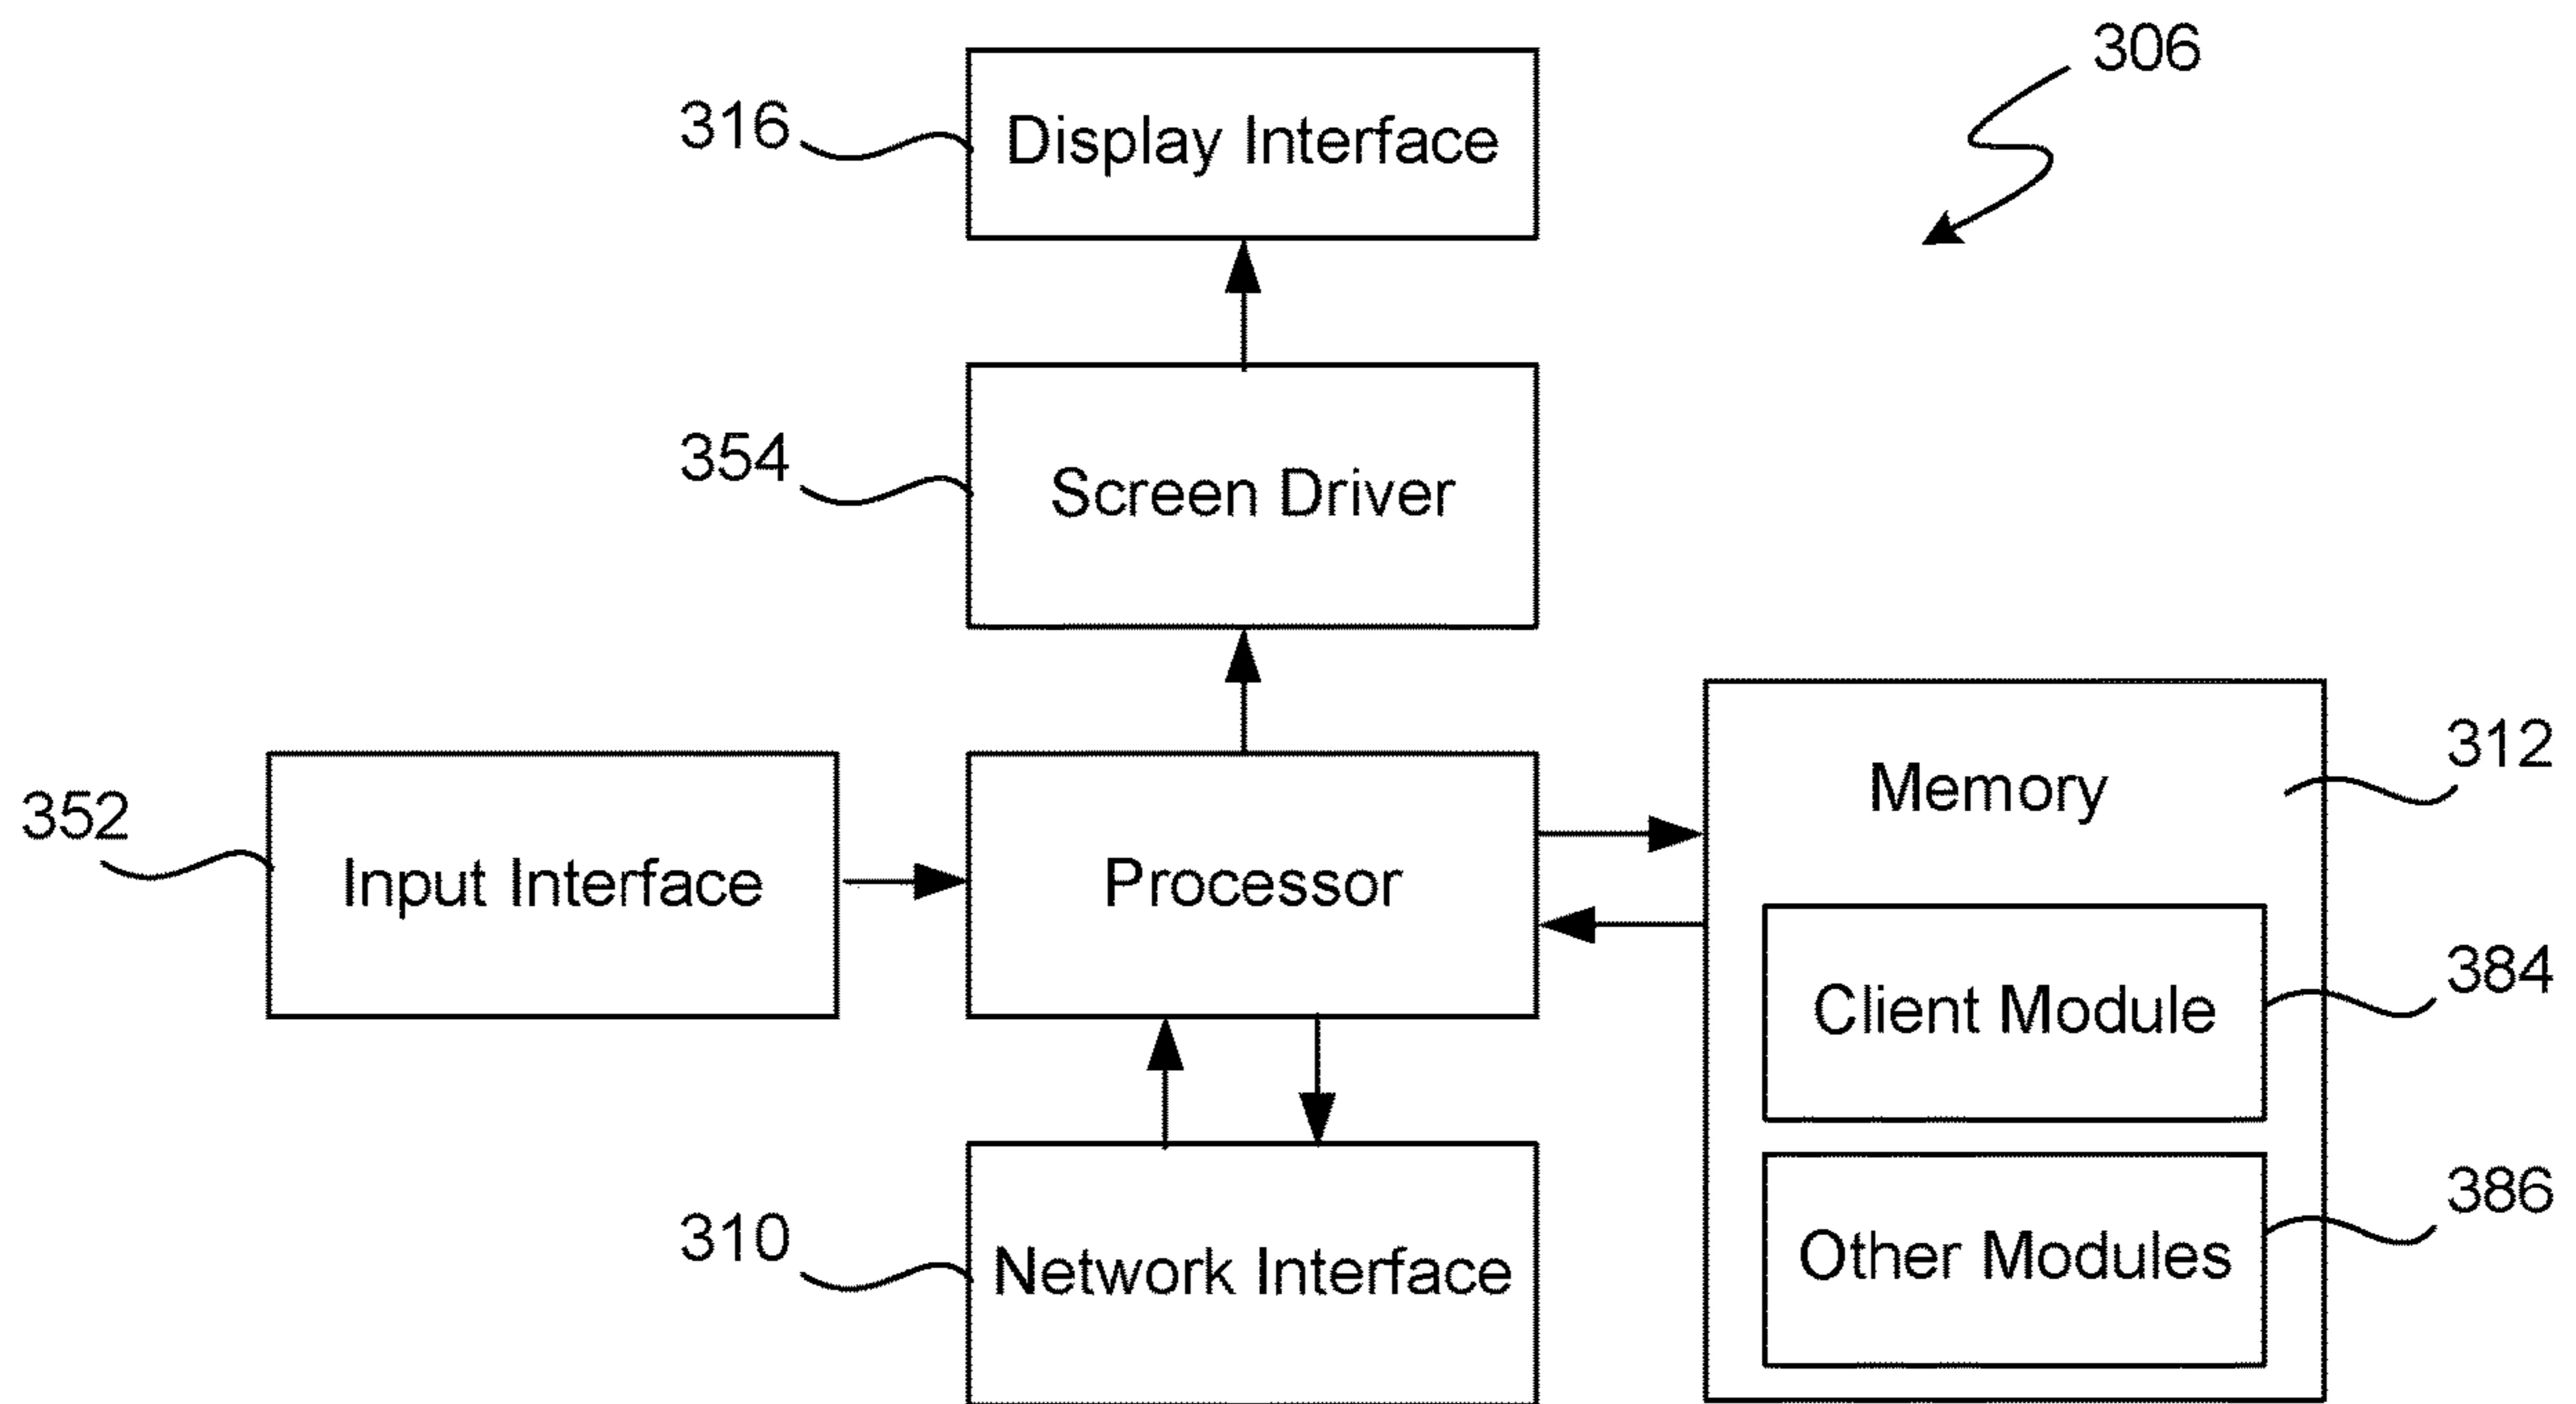 306
316
Display Interface
354
Screen Driver
352
Input Interface
Processor
Memory
312
Client Module
384
Other Modules
386
310
Network Interface